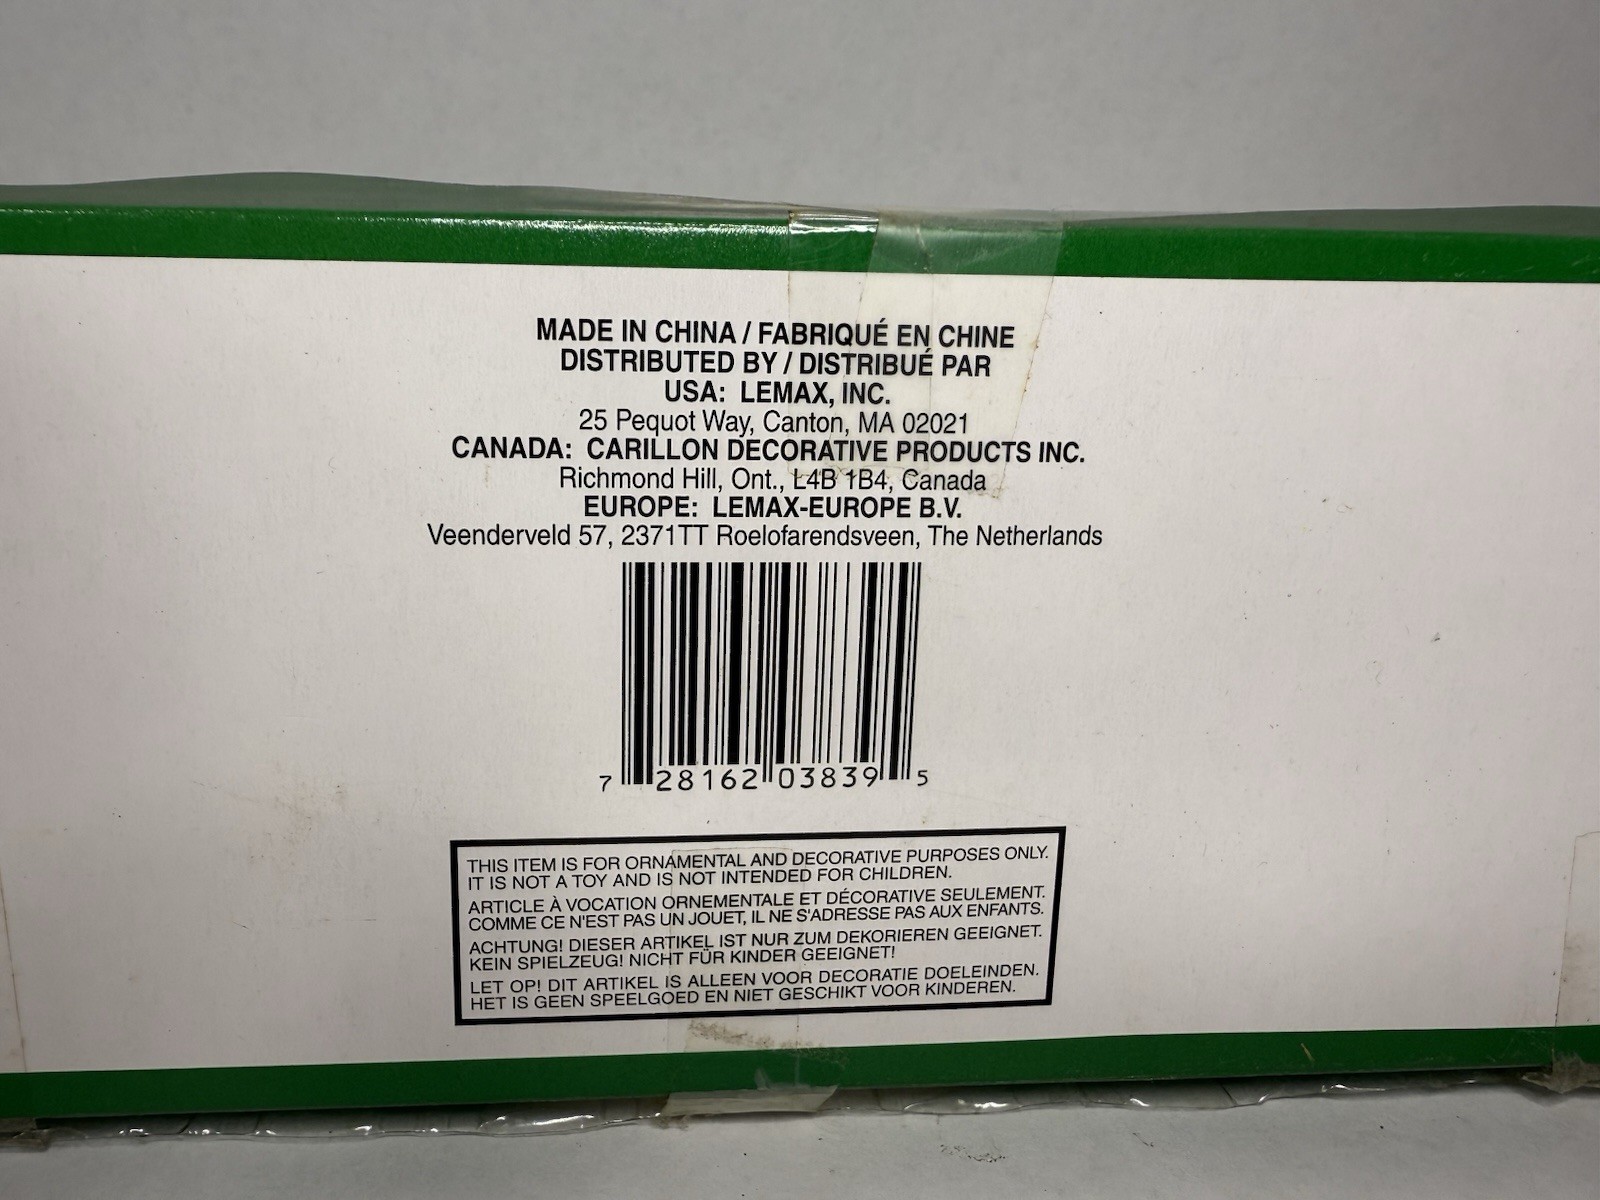 MADE IN CHINA / FABRIQUÉ EN CHINE
DISTRIBUTED BY / DISTRIBUÉ PAR
USA: LEMAX, INC.
25 Pequot Way, Canton, MA 02021
CANADA: CARILLON DECORATIVE PRODUCTS INC.
Richmond Hill, Ont., L4B 1B4, Canada
EUROPE: LEMAX-EUROPE B.V.
Veenderveld 57, 2371TT Roelofarendsveen, The Netherlands
7 28162 03839 5
THIS ITEM IS FOR ORNAMENTAL AND DECORATIVE PURPOSES ONLY.
IT IS NOT A TOY AND IS NOT INTENDED FOR CHILDREN.
ARTICLE À VOCATION ORNEMENTALE ET DÉCORATIVE SEULEMENT.
COMME CE N'EST PAS UN JOUET, IL NE S'ADRESSE PAS AUX ENFANTS.
ACHTUNG! DIESER ARTIKEL IST NUR ZUM DEKORIEREN GEEIGNET.
KEIN SPIELZEUG! NICHT FÜR KINDER GEEIGNET!
LET OP! DIT ARTIKEL IS ALLEEN VOOR DECORATIE DOELEINDEN.
HET IS GEEN SPEELGOED EN NIET GESCHIKT VOOR KINDEREN.